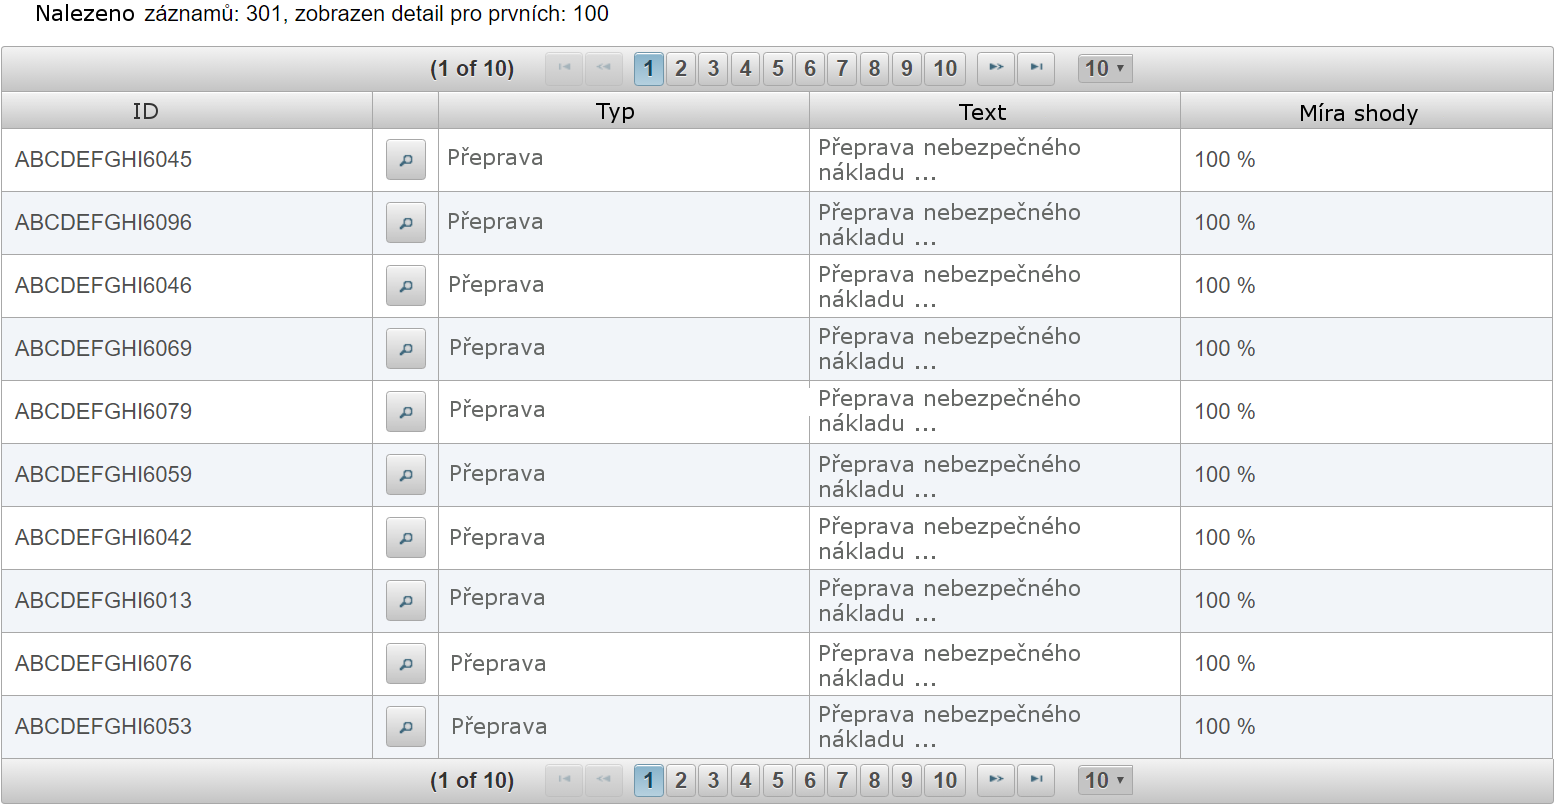 Nalezeno záznamů: 301, zobrazen detail pro prvních: 100
(1 of 10) 1 2 3 4 5 6 7 8 9 10 10
ID Typ Text Míra shody
ABCDEFGHI6045 Přeprava Přeprava nebezpečného
nákladu ... 100 %
ABCDEFGHI6096 Přeprava Přeprava nebezpečného
nákladu ... 100 %
ABCDEFGHI6046 Přeprava Přeprava nebezpečného
nákladu ... 100 %
ABCDEFGHI6069 Přeprava Přeprava nebezpečného
nákladu ... 100 %
ABCDEFGHI6079 Přeprava Přeprava nebezpečného
nákladu ... 100 %
ABCDEFGHI6059 Přeprava Přeprava nebezpečného
nákladu ... 100 %
ABCDEFGHI6042 Přeprava Přeprava nebezpečného
nákladu ... 100 %
ABCDEFGHI6013 Přeprava Přeprava nebezpečného
nákladu ... 100 %
ABCDEFGHI6076 Přeprava Přeprava nebezpečného
nákladu ... 100 %
ABCDEFGHI6053 Přeprava Přeprava nebezpečného
nákladu ... 100 %
(1 of 10) 1 2 3 4 5 6 7 8 9 10 10